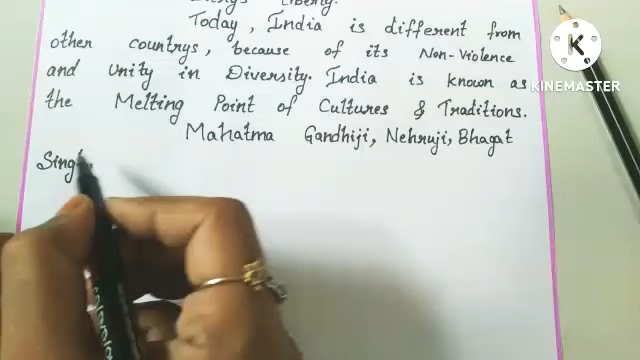 Liberty.
Today, India is different from
other countrys, because of its Non-Violence
and Unity in Diversity. India is known as
the Melting Point of Cultures & Traditions.
Mahatma Gandhiji, Nehruji, Bhagat
Singh
K
KINEMASTER